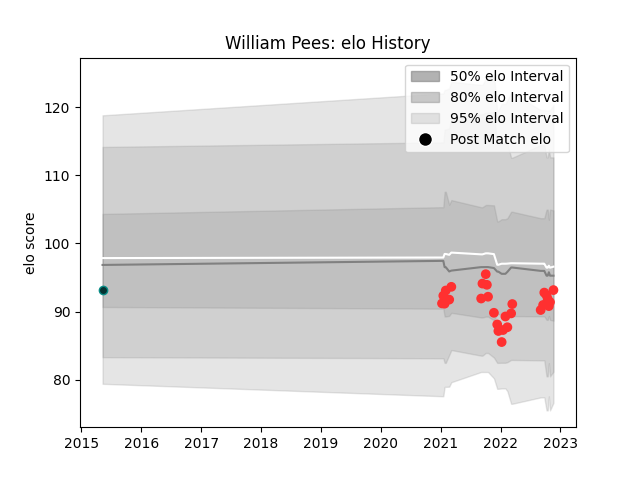 William Pees: elo History
50% elo Interval
80% elo Interval
95% elo Interval
Post Match elo
elo score
120
110
100
90
80
2015 2016 2017 2018 2019 2020 2021 2022 2023